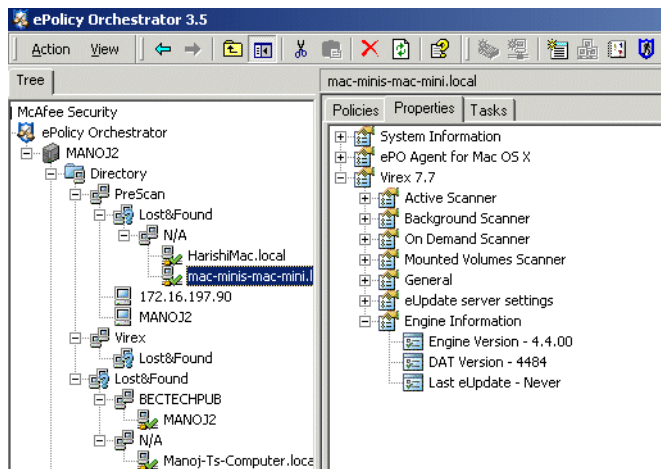 ePolicy Orchestrator 3.5
Action View
Tree
mac-minis-mac-mini.local
McAfee Security
ePolicy Orchestrator
MANOJ2
Directory
PreScan
Lost&Found
N/A
HarishiMac.local
mac-minis-mac-mini.l
172.16.197.90
MANOJ2
Virex
Lost&Found
Lost&Found
BECTECHPUB
MANOJ2
N/A
Manoj-Ts-Computer.loca
Policies Properties Tasks
System Information
ePO Agent for Mac OS X
Virex 7.7
Active Scanner
Background Scanner
On Demand Scanner
Mounted Volumes Scanner
General
eUpdate server settings
Engine Information
Engine Version - 4.4.00
DAT Version - 4484
Last eUpdate - Never